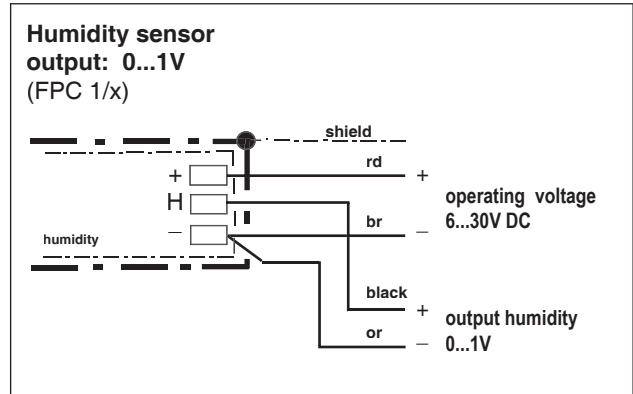 Humidity sensor
output: 0...1V
(FPC 1/x)
shield
rd
+ +
operating voltage
H
6...30V DC
br
– –
humidity
black
+
output humidity
or
– 0...1V